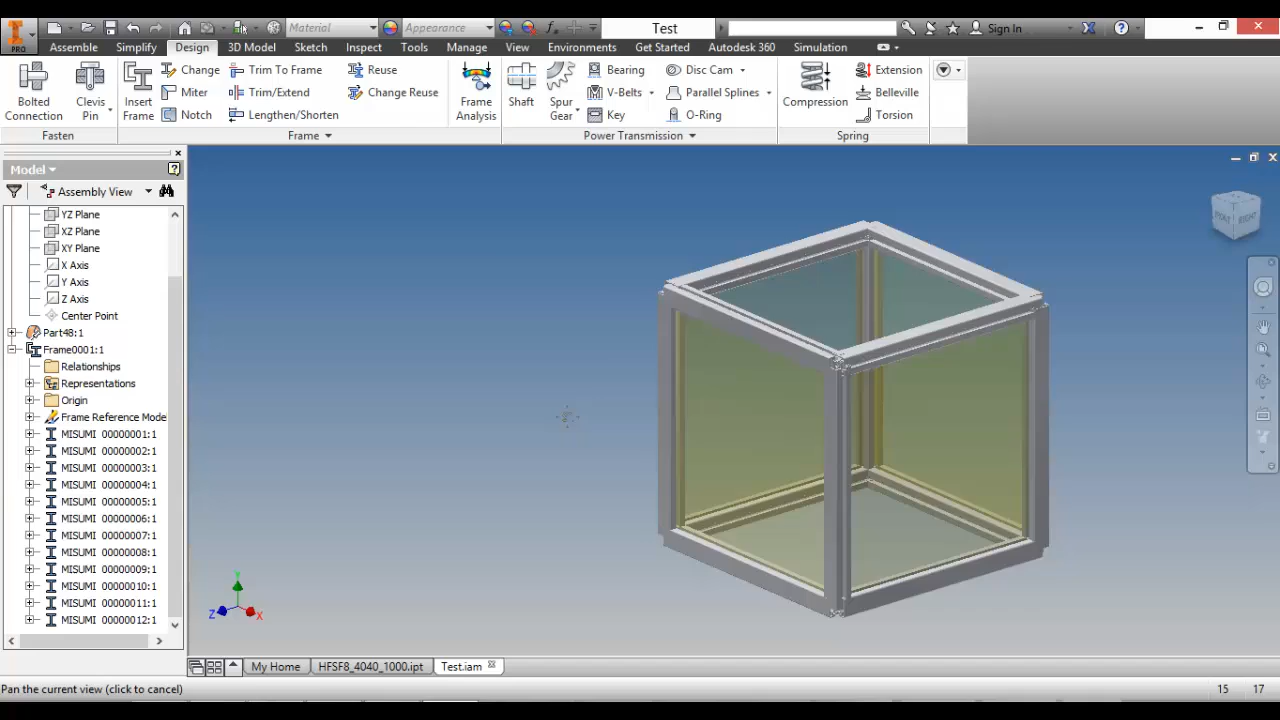 PRO
Material
Appearance
Test
Sign In
Assemble Simplify Design 3D Model Sketch Inspect Tools Manage View Environments Get Started Autodesk 360 Simulation
Bolted Connection
Clevis Pin
Insert Frame
Change
Miter
Notch
Trim To Frame
Trim/Extend
Lengthen/Shorten
Reuse
Change Reuse
Frame Analysis
Shaft
Spur Gear
Bearing
V-Belts
Key
Disc Cam
Parallel Splines
O-Ring
Compression
Extension
Belleville
Torsion
Fasten Frame Power Transmission Spring
Model
Assembly View
YZ Plane
XZ Plane
XY Plane
X Axis
Y Axis
Z Axis
Center Point
Part48:1
Frame0001:1
Relationships
Representations
Origin
Frame Reference Mode
MISUMI 00000001:1
MISUMI 00000002:1
MISUMI 00000003:1
MISUMI 00000004:1
MISUMI 00000005:1
MISUMI 00000006:1
MISUMI 00000007:1
MISUMI 00000008:1
MISUMI 00000009:1
MISUMI 00000010:1
MISUMI 00000011:1
MISUMI 00000012:1
RIGHT
Y
Z X
My Home HFSF8_4040_1000.ipt Test.iam
Pan the current view (click to cancel) 15 17